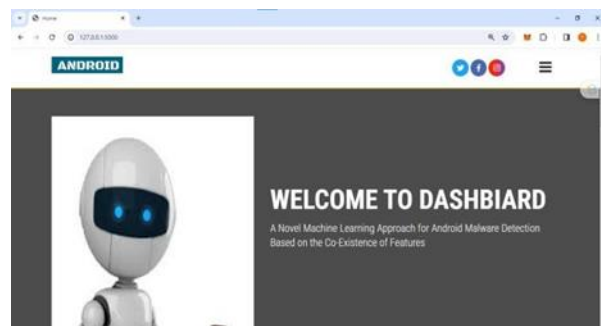 Home
127.0.0.1:5000
ANDROID
WELCOME TO DASHBIARD
A Novel Machine Learning Approach for Android Malware Detection
Based on the Co-Existence of Features